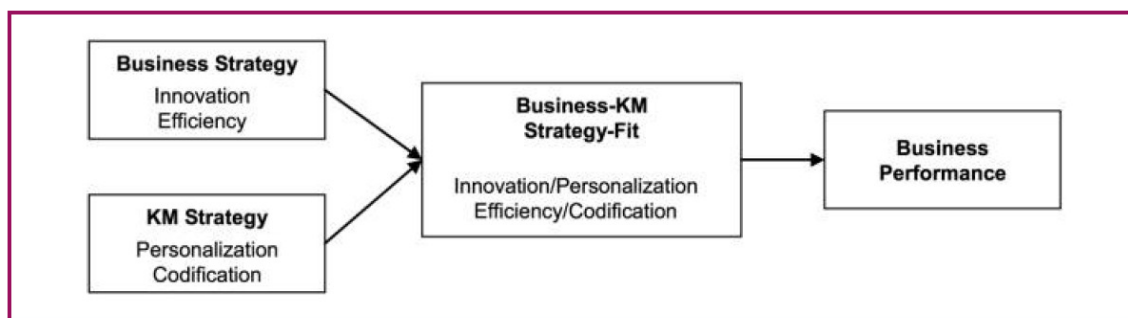 Business Strategy
Innovation
Efficiency
KM Strategy
Personalization
Codification
Business-KM
Strategy-Fit
Innovation/Personalization
Efficiency/Codification
Business
Performance